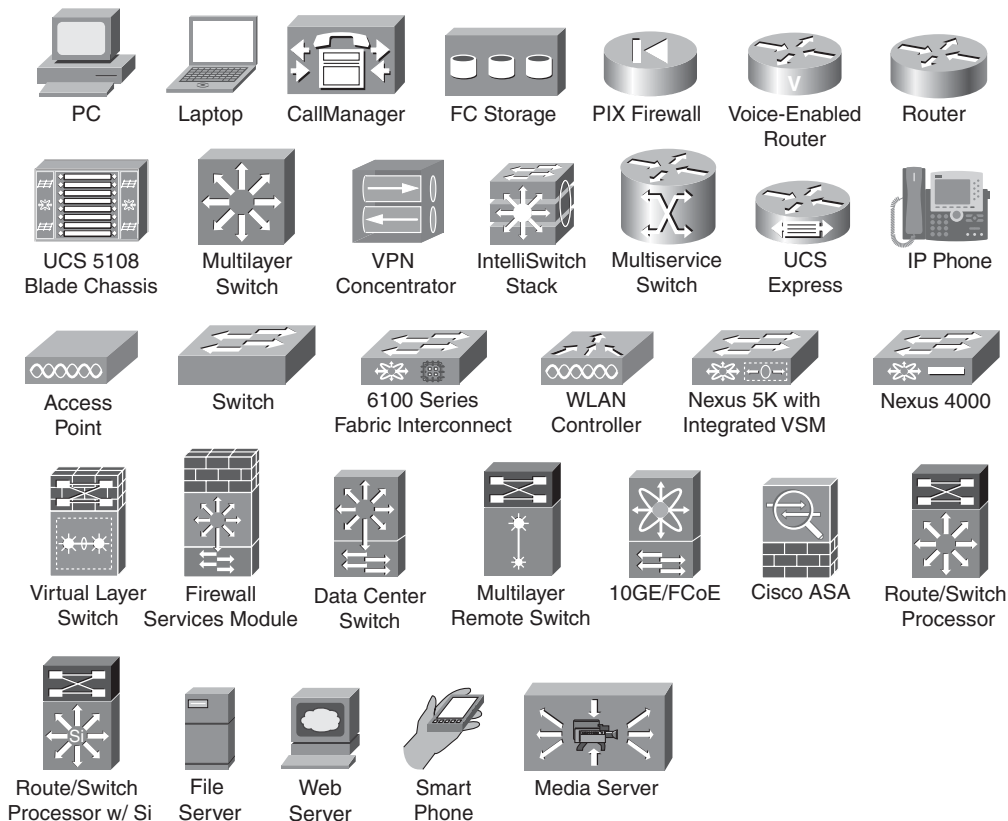 PC
Laptop
CallManager
FC Storage
PIX Firewall
V
Voice-Enabled
Router
Router
UCS 5108
Blade Chassis
Multilayer
Switch
VPN
Concentrator
IntelliSwitch
Stack
Multiservice
Switch
UCS
Express
IP Phone
Access
Point
Switch
6100 Series
Fabric Interconnect
WLAN
Controller
Nexus 5K with
Integrated VSM
Nexus 4000
Virtual Layer
Switch
Firewall
Services Module
Data Center
Switch
Multilayer
Remote Switch
10GE/FCoE
Cisco ASA
Route/Switch
Processor
Si
Route/Switch
Processor w/ Si
File
Server
Web
Server
Smart
Phone
Media Server